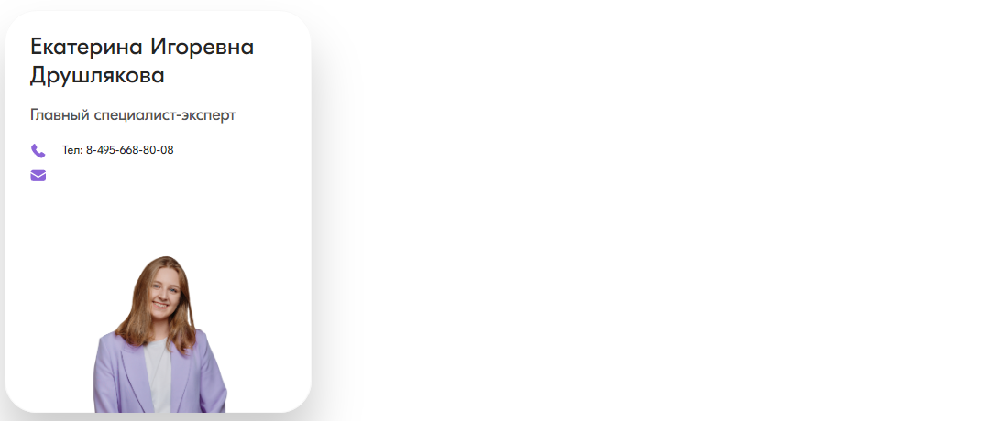 Екатерина Игоревна
Друшлякова
Главный специалист-эксперт
Тел: 8-495-668-80-08